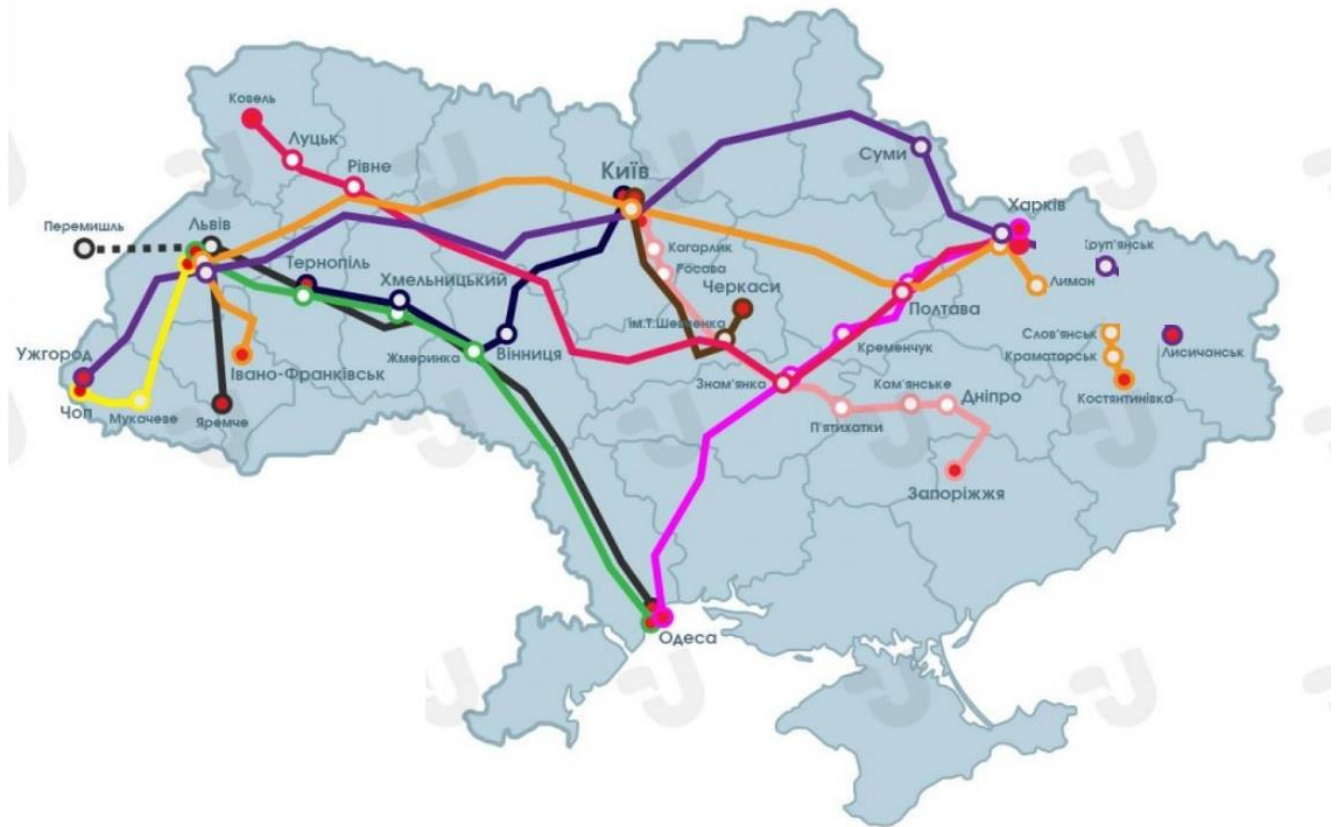 Ковель
Луцьк
Рівне
Київ
Суми
Харків
Перемишль
Львів
Кагарлик
Росава
Круп'янськ
Тернопіль
Хмельницький
Черкаси
Лиман
Ім.Т.Шевченка
Полтава
Ужгород
Жмеринка
Вінниця
Кременчук
Слов'янськ
Лисичанськ
Краматорськ
Івано-Франківськ
Знам'янка
Кам'янське
Дніпро
Костянтинівка
Чоп
Мукачеве
Яремче
П'ятихатки
Запоріжжя
Одеса